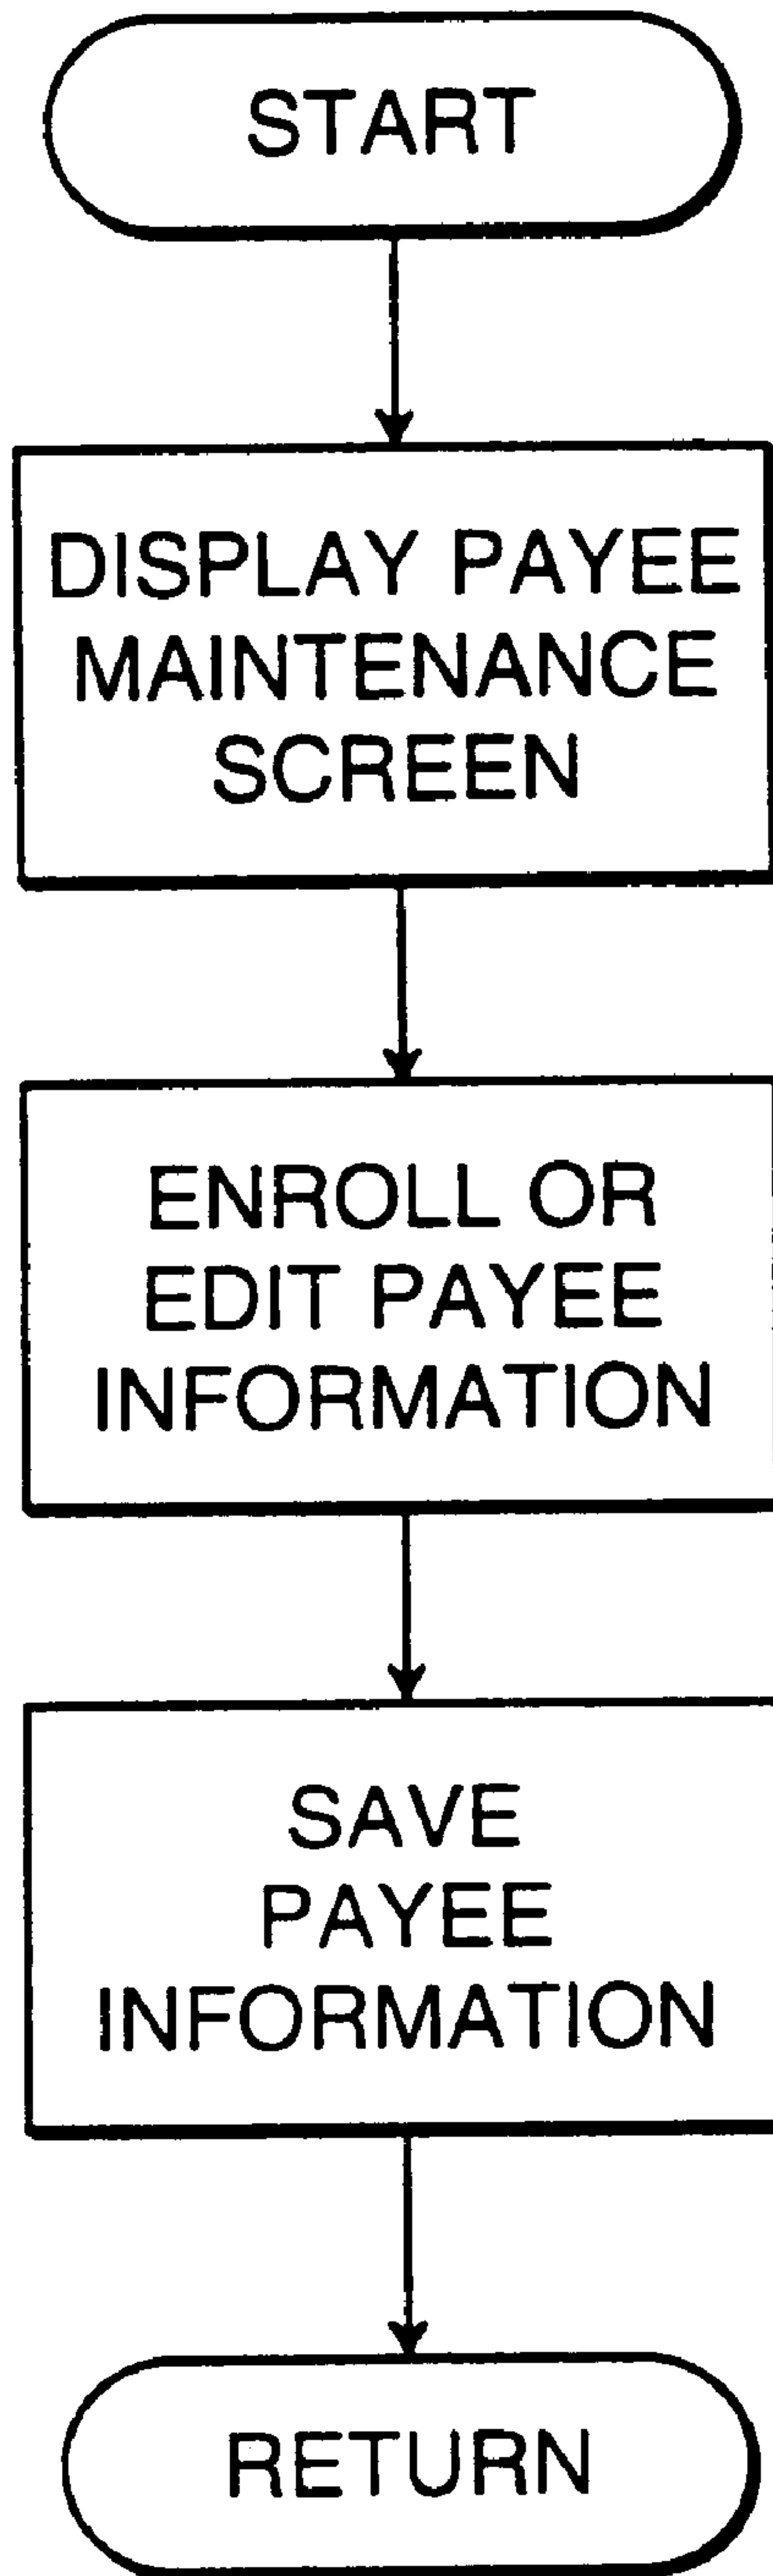 START
DISPLAY PAYEE
MAINTENANCE
SCREEN
ENROLL OR
EDIT PAYEE
INFORMATION
SAVE
PAYEE
INFORMATION
RETURN